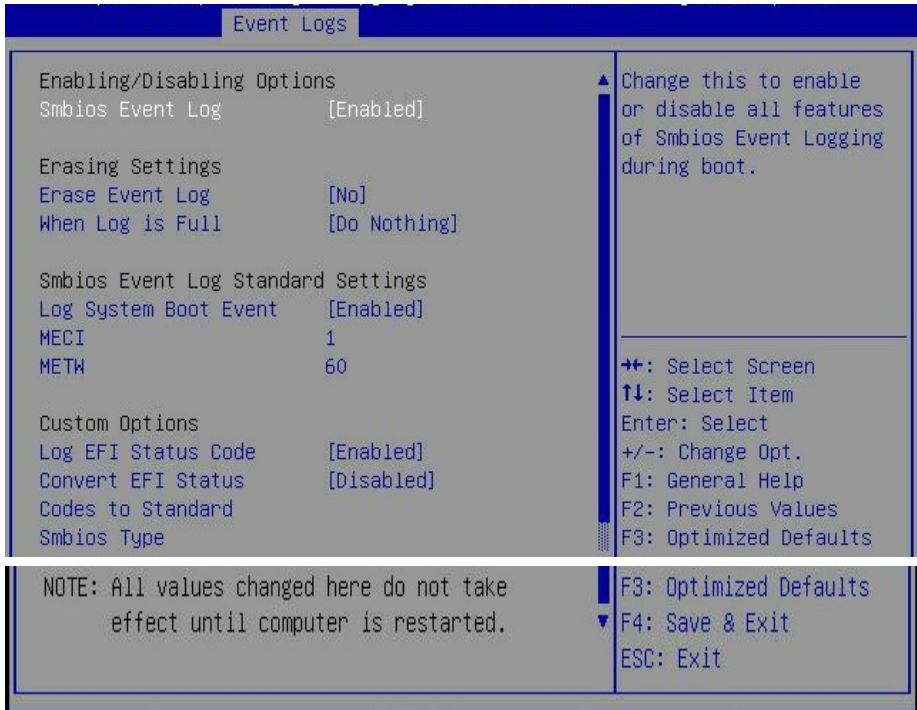 Event Logs
Enabling/Disabling Options
Smbios Event Log [Enabled]
Erasing Settings
Erase Event Log [No]
When Log is Full [Do Nothing]
Smbios Event Log Standard Settings
Log System Boot Event [Enabled]
MECI 1
METW 60
Custom Options
Log EFI Status Code [Enabled]
Convert EFI Status [Disabled]
Codes to Standard
Smbios Type
Change this to enable
or disable all features
of Smbios Event Logging
during boot.
→←: Select Screen
↑↓: Select Item
Enter: Select
+/-: Change Opt.
F1: General Help
F2: Previous Values
F3: Optimized Defaults
NOTE: All values changed here do not take
effect until computer is restarted.
F3: Optimized Defaults
F4: Save & Exit
ESC: Exit